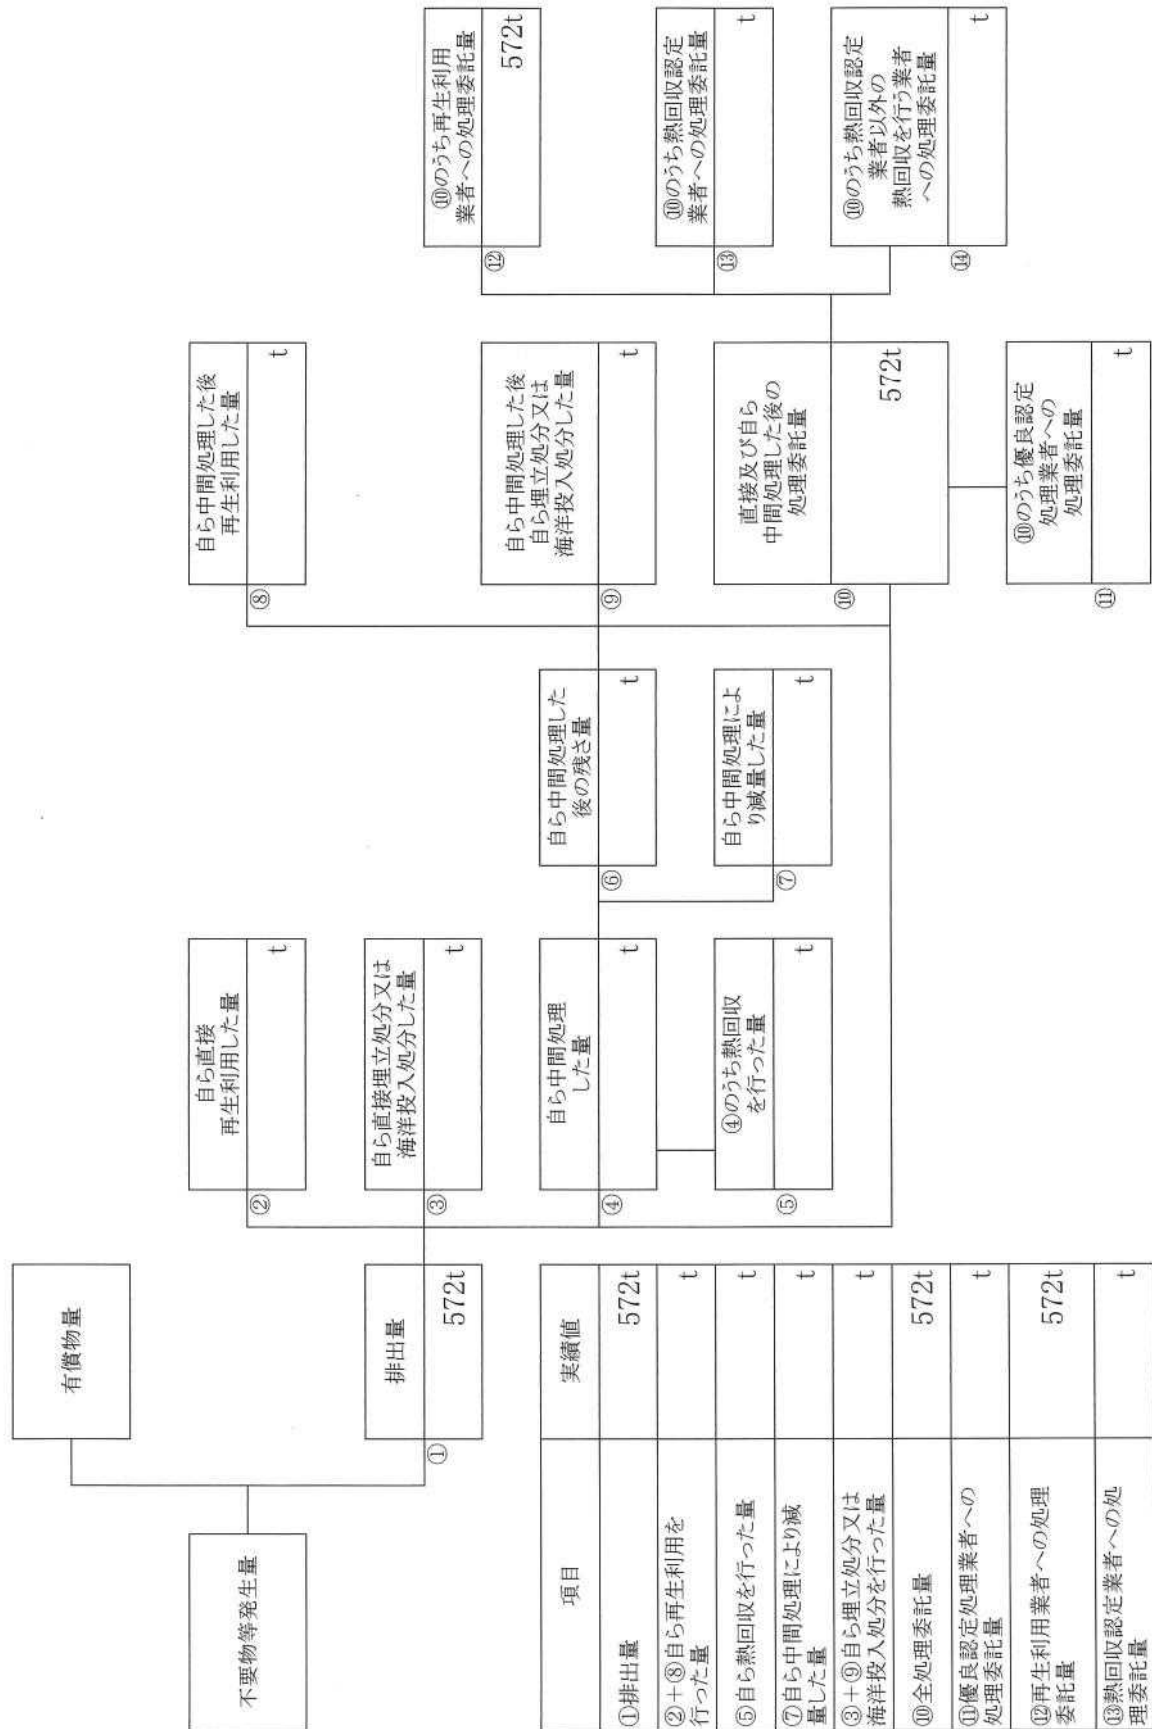 不要物等発生量
有償物量
①
排出量
572t
②
自ら直接
再生利用した量
t
③
自ら直接埋立処分又は
海洋投入処分した量
t
④
自ら中間処理
した量
t
⑤
④のうち熱回収
を行った量
t
⑥
自ら中間処理した
後の残さ量
t
⑦
自ら中間処理によ
り減量した量
t
⑧
自ら中間処理した後
再生利用した量
t
⑨
自ら中間処理した後
自ら埋立処分又は
海洋投入処分した量
t
⑩
直接及び自ら
中間処理した後の
処理委託量
572t
⑪
⑩のうち優良認定
処理業者への
処理委託量
t
⑫
⑩のうち再生利用
業者への処理委託量
572t
⑬
⑩のうち熱回収認定
業者への処理委託量
t
⑭
⑩のうち熱回収認定
業者以外の
熱回収を行う業者
への処理委託量
t
項目
実績値
①排出量
572t
②+⑧自ら再生利用を
行った量
t
⑤自ら熱回収を行った量
t
⑦自ら中間処理により減
量した量
t
③+⑨自ら埋立処分又は
海洋投入処分を行った量
t
⑩全処理委託量
572t
⑪優良認定処理業者への
処理委託量
t
⑫再生利用業者への処理
委託量
572t
⑬熱回収認定業者への処
理委託量
t